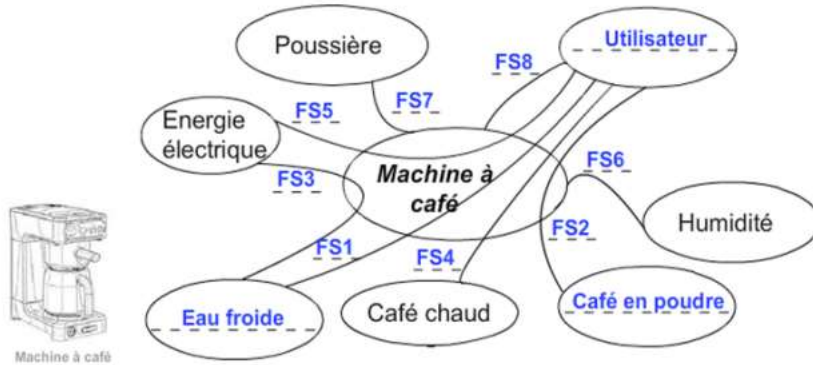 Poussière
Utilisateur
FS8
FS7
FS5
Energie
électrique
Machine à
café
FS6
FS3
FS2
Humidité
FS1
FS4
Eau froide
Café chaud
Café en poudre
Machine à café